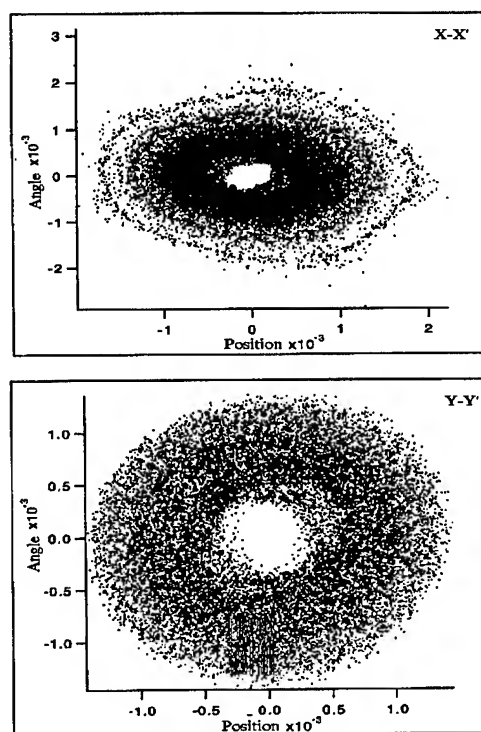 X-X'
3
2
1
0
-1
-2
Angle x10⁻³
-1 0 1 2
Position x10⁻³
Y-Y'
1.0
0.5
0.0
-0.5
-1.0
Angle x10⁻³
-1.0 -0.5 0.0 0.5 1.0
Position x10⁻³